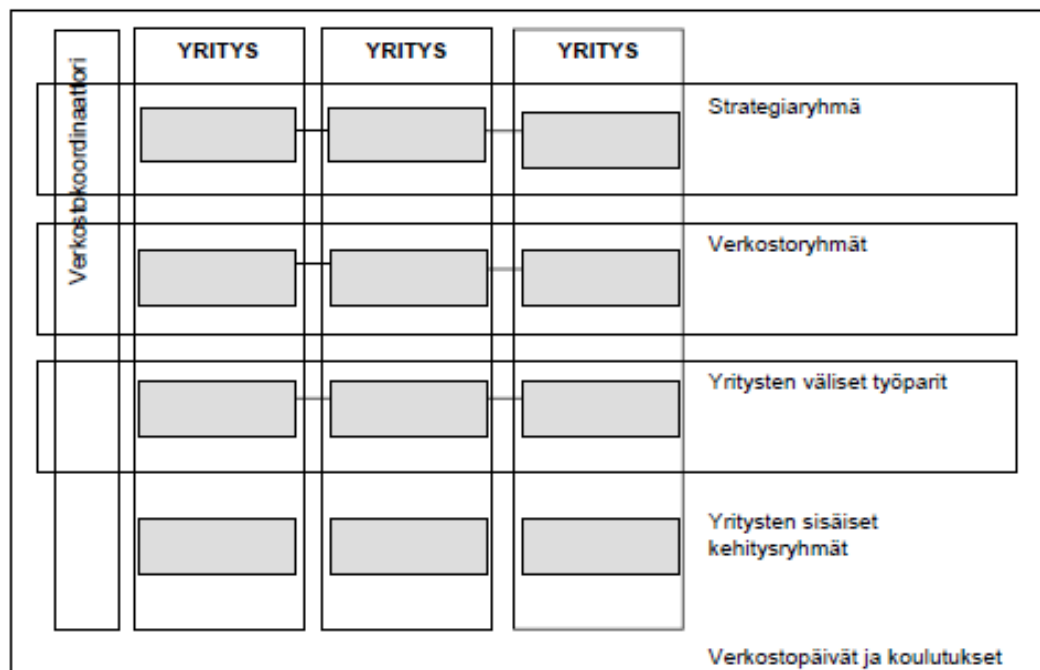 YRITYS YRITYS YRITYS
Verkostokoordinaattori
Strategiaryhmä
Verkostoryhmät
Yritysten väliset työparit
Yritysten sisäiset
kehitysryhmät
Verkostopäivät ja koulutukset